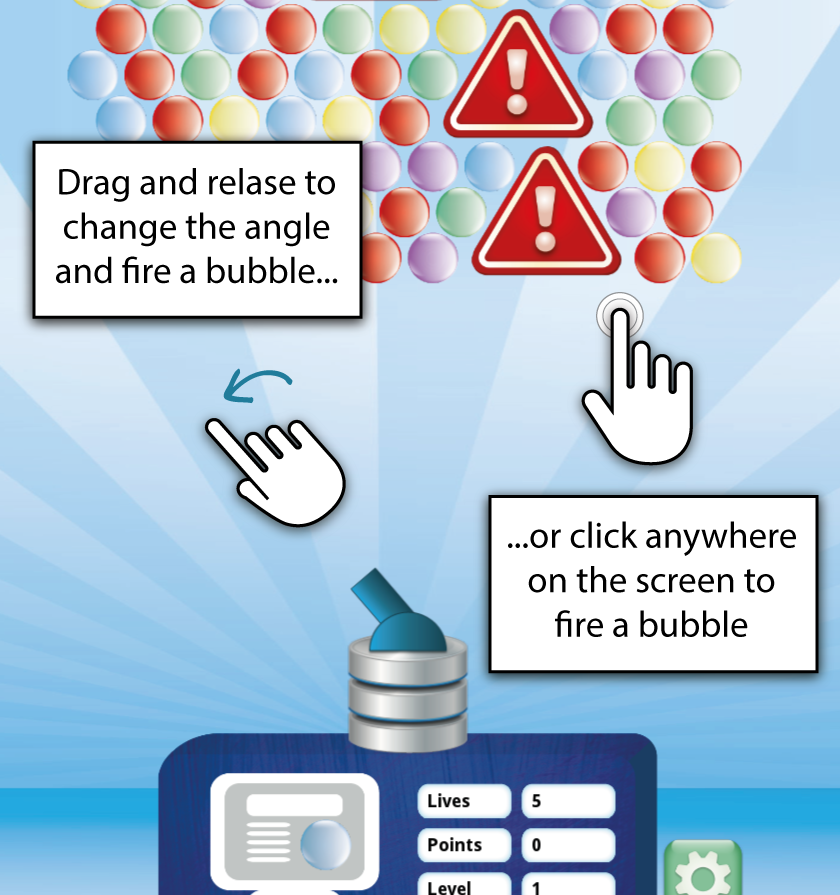 Drag and relase to
change the angle
and fire a bubble...
...or click anywhere
on the screen to
fire a bubble
Lives 5
Points 0
Level 1